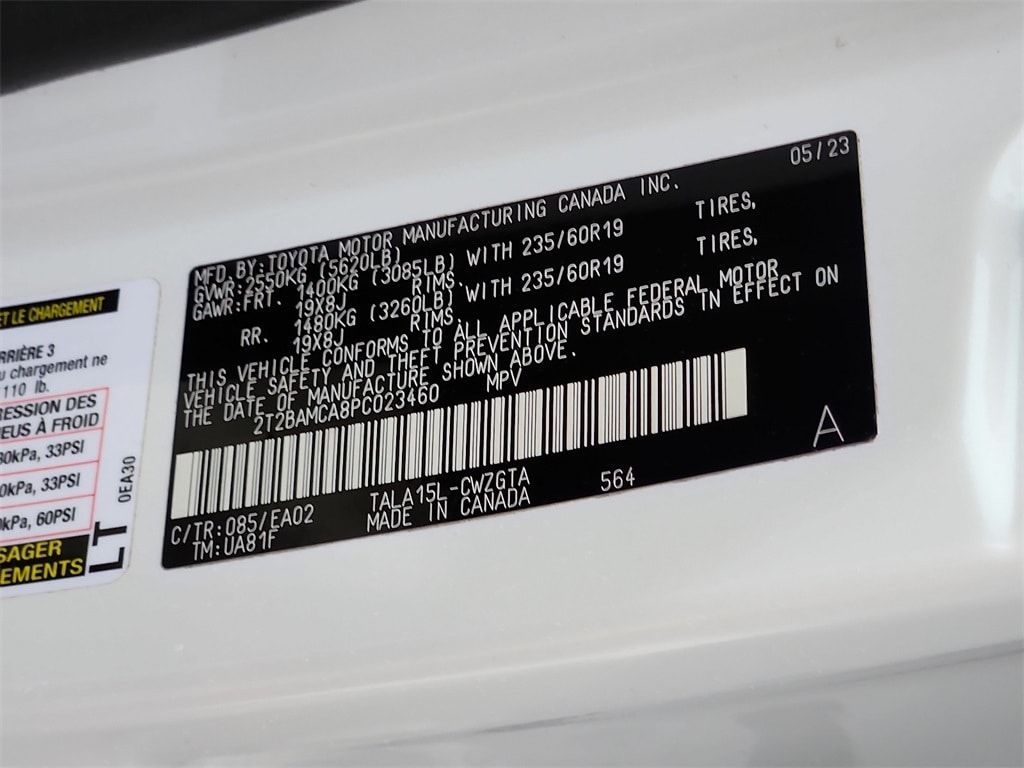 05/23
MFD. BY: TOYOTA MOTOR MANUFACTURING CANADA INC.
GVWR: 2550KG (5620LB)
GAWR: FRT. 1400KG (3085LB) WITH 235/60R19 TIRES,
19X8J RIMS.
RR. 1480KG (3260LB) WITH 235/60R19 TIRES,
19X8J RIMS.
THIS VEHICLE CONFORMS TO ALL APPLICABLE FEDERAL MOTOR
VEHICLE SAFETY AND THEFT PREVENTION STANDARDS IN EFFECT ON
THE DATE OF MANUFACTURE SHOWN ABOVE.
2T2BAMCA8PC023460 MPV
A
C/TR: 085/EA02 TALA15L-CWZGTA 564
TM: UA81F MADE IN CANADA
ET LE CHARGEMENT
RRIÈRE 3
u chargement ne
110 lb.
RESSION DES
NEUS À FROID
30kPa, 33PSI
0kPa, 33PSI
0kPa, 60PSI
SAGER
EMENTS
LT 0EA30